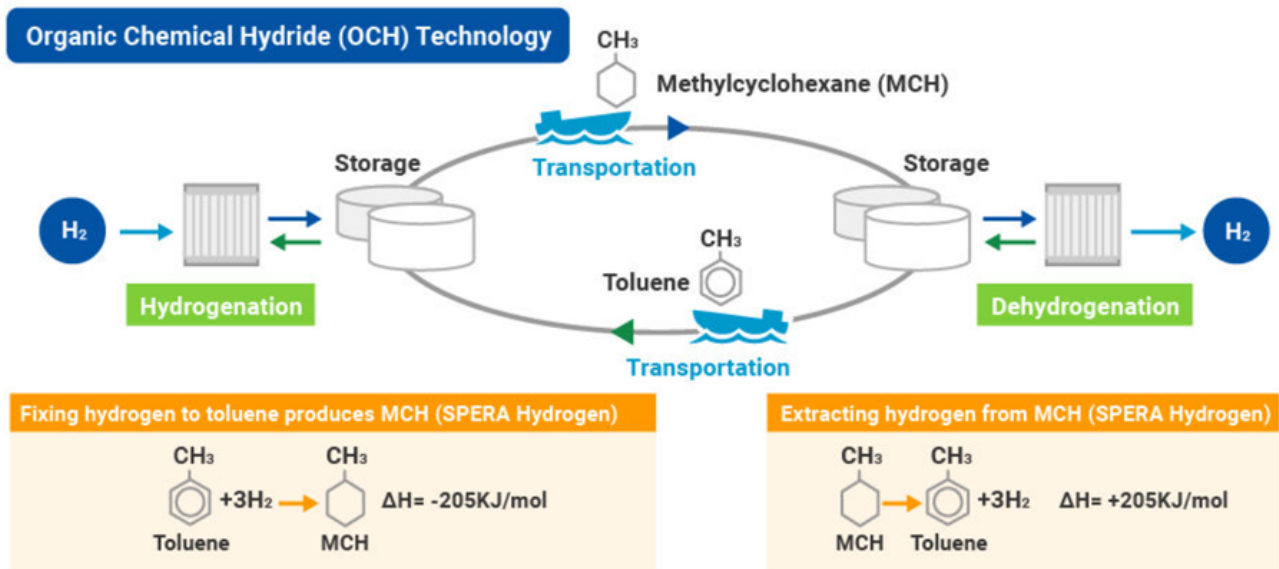 Organic Chemical Hydride (OCH) Technology
CH₃
Methylcyclohexane (MCH)
Storage
Transportation
Storage
H₂
H₂
CH₃
Toluene
Hydrogenation
Dehydrogenation
Transportation
Fixing hydrogen to toluene produces MCH (SPERA Hydrogen)
CH₃ CH₃
+3H₂ ΔH= -205KJ/mol
Toluene MCH
Extracting hydrogen from MCH (SPERA Hydrogen)
CH₃ CH₃
+3H₂ ΔH= +205KJ/mol
MCH Toluene